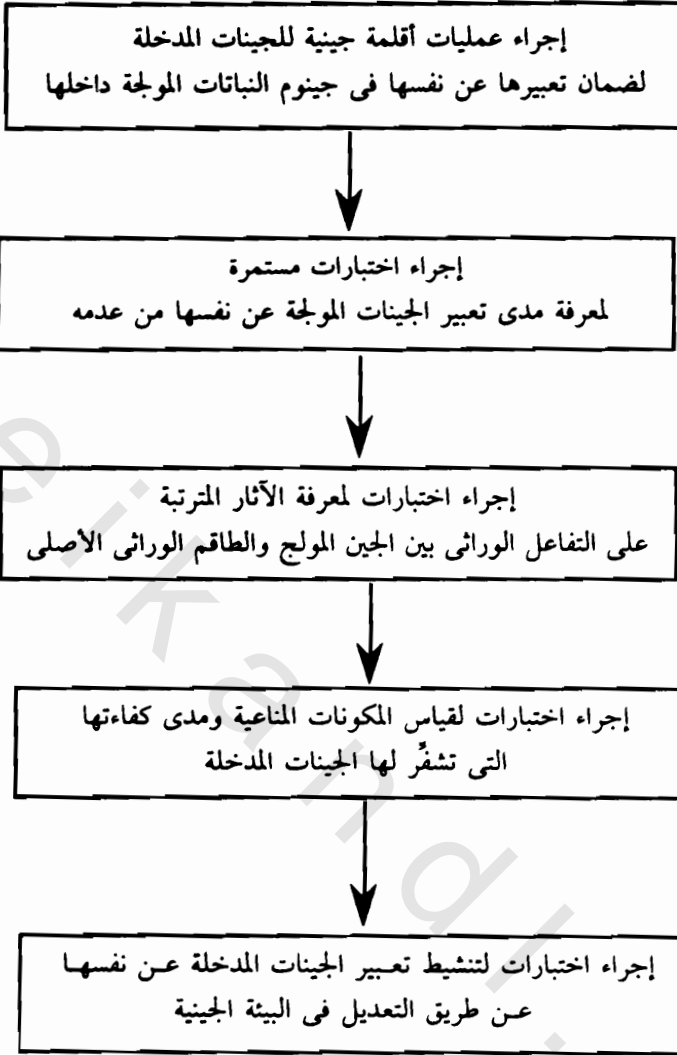 إجراء عمليات أقلمة جينية للجينات المدخلة
لضمان تعبيرها عن نفسها فى جينوم النباتات المولجة داخلها
إجراء اختبارات مستمرة
لمعرفة مدى تعبير الجينات المولجة عن نفسها من عدمه
إجراء اختبارات لمعرفة الآثار المترتبة
على التفاعل الوراثى بين الجين المولج والطاقم الوراثى الأصلى
إجراء اختبارات لقياس المكونات المناعية ومدى كفاءتها
التى تشفِّر لها الجينات المدخلة
إجراء اختبارات لتنشيط تعبير الجينات المدخلة عن نفسها
عن طريق التعديل فى البيئة الجينية
eikandl.